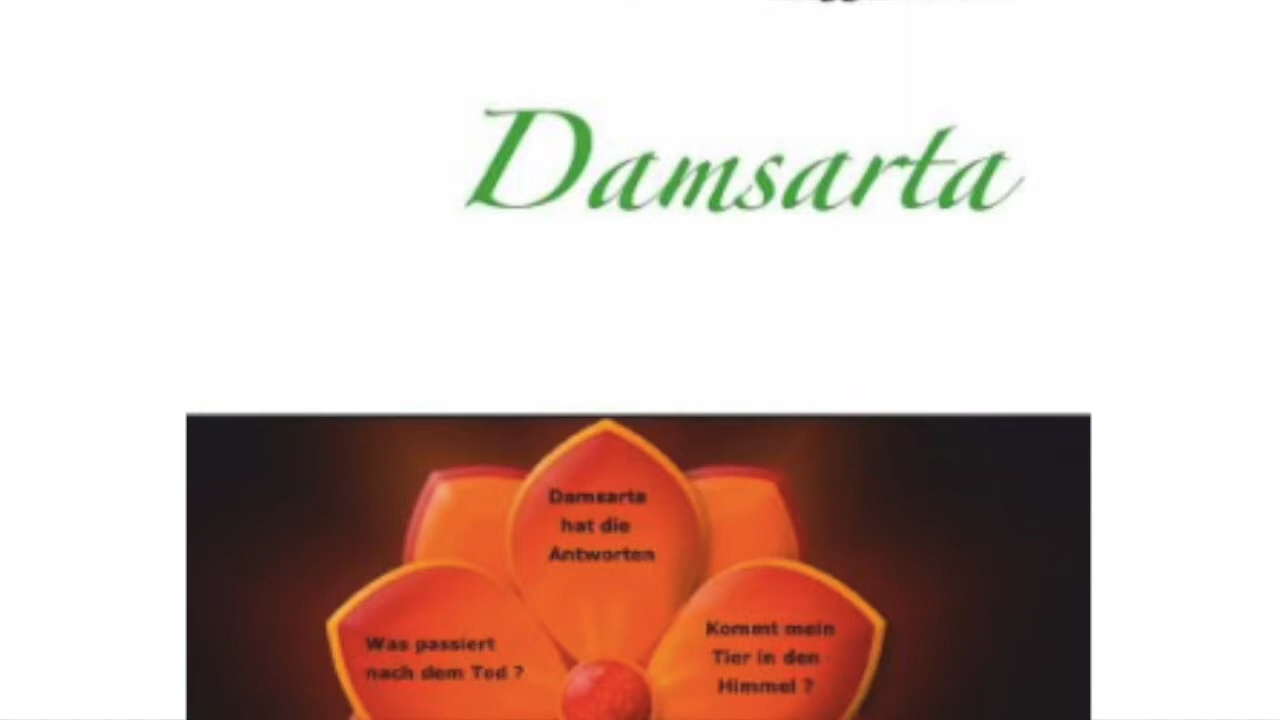 Damsarta
Damsarta
hat die
Antworten
Was passiert
nach dem Tod ?
Kommt mein
Tier in den
Himmel ?